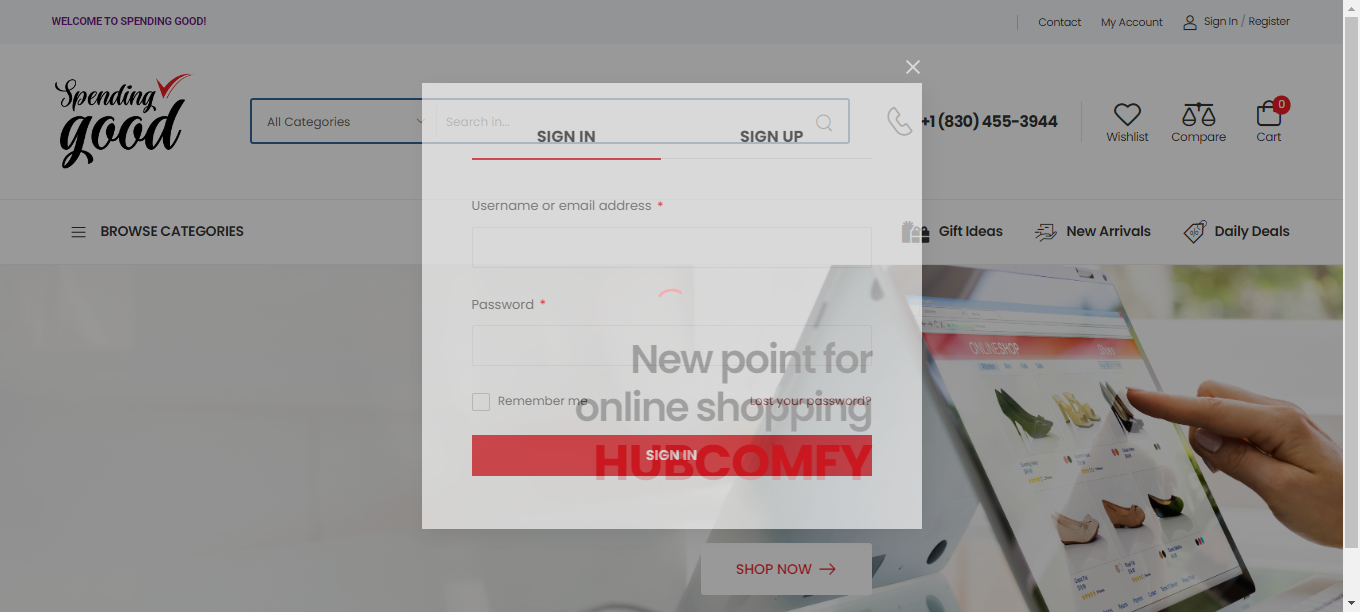 WELCOME TO SPENDING GOOD!
Contact
My Account
Sign In / Register
Spending
good
All Categories
Search in...
+1 (830) 455-3944
Wishlist
Compare
0
Cart
SIGN IN
SIGN UP
Username or email address *
BROWSE CATEGORIES
Gift Ideas
New Arrivals
Daily Deals
Password *
ONLINESHOP
New point for
online shopping
HUBCOMFY
Remember me
Lost your password?
SIGN IN
SHOP NOW